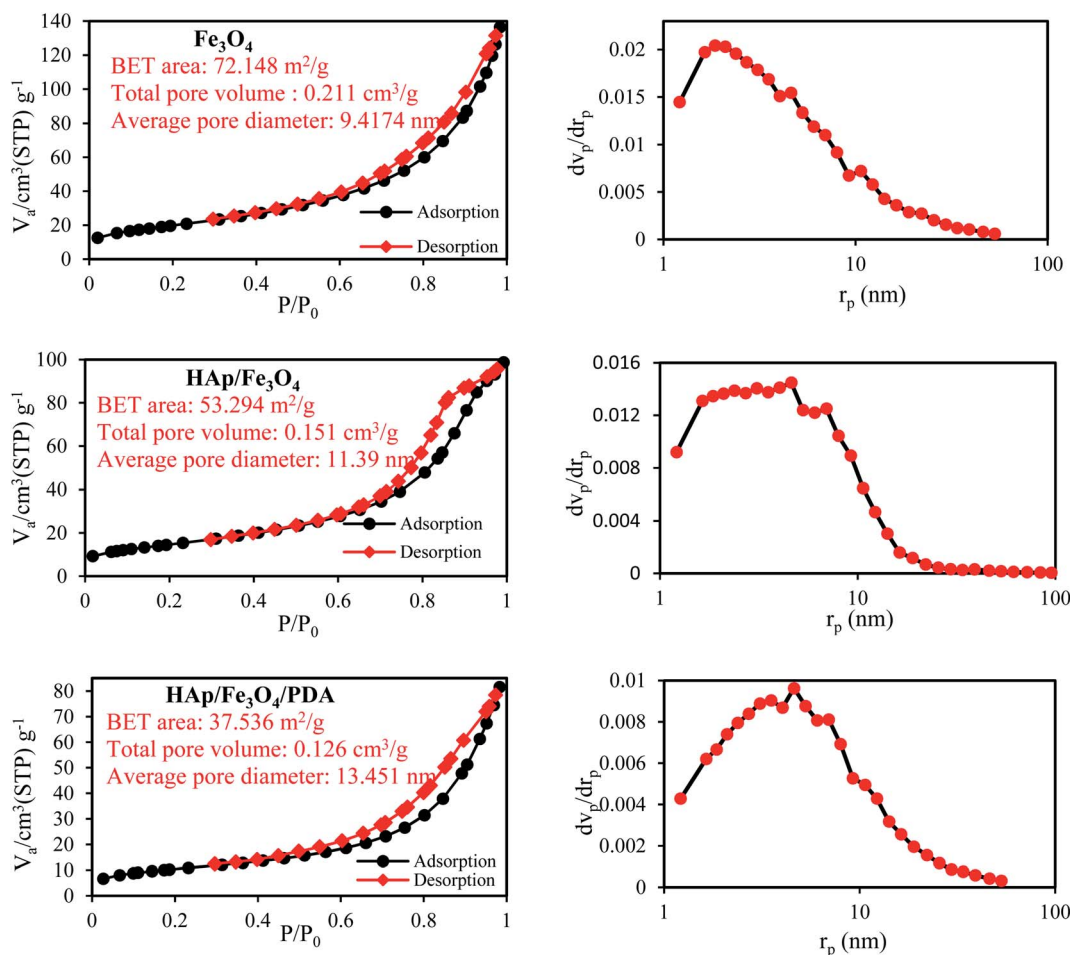 140
120
100
80
60
40
20
0
Vₐ/cm³(STP) g⁻¹
Fe₃O₄
BET area: 72.148 m²/g
Total pore volume : 0.211 cm³/g
Average pore diameter: 9.4174 nm
Adsorption
Desorption
0 0.2 0.4 0.6 0.8 1
P/P₀
0.02
0.015
0.01
0.005
0
dvₚ/drₚ
1 10 100
rₚ (nm)
100
80
60
40
20
0
Vₐ/cm³(STP) g⁻¹
HAp/Fe₃O₄
BET area: 53.294 m²/g
Total pore volume: 0.151 cm³/g
Average pore diameter: 11.39 nm
Adsorption
Desorption
0 0.2 0.4 0.6 0.8 1
P/P₀
0.016
0.012
0.008
0.004
0
dvₚ/drₚ
1 10 100
rₚ (nm)
80
70
60
50
40
30
20
10
0
Vₐ/cm³(STP) g⁻¹
HAp/Fe₃O₄/PDA
BET area: 37.536 m²/g
Total pore volume: 0.126 cm³/g
Average pore diameter: 13.451 nm
Adsorption
Desorption
0 0.2 0.4 0.6 0.8 1
P/P₀
0.01
0.008
0.006
0.004
0.002
0
dvₚ/drₚ
1 10 100
rₚ (nm)